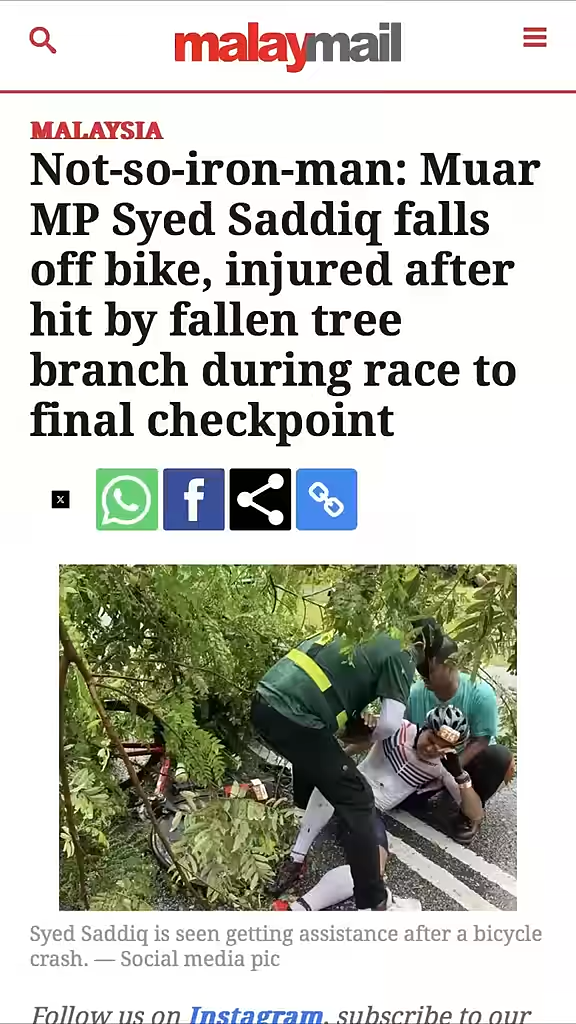 malaymail
MALAYSIA
Not-so-iron-man: Muar
MP Syed Saddiq falls
off bike, injured after
hit by fallen tree
branch during race to
final checkpoint
X
f
Syed Saddiq is seen getting assistance after a bicycle
crash. — Social media pic
Follow us on Instagram, subscribe to our